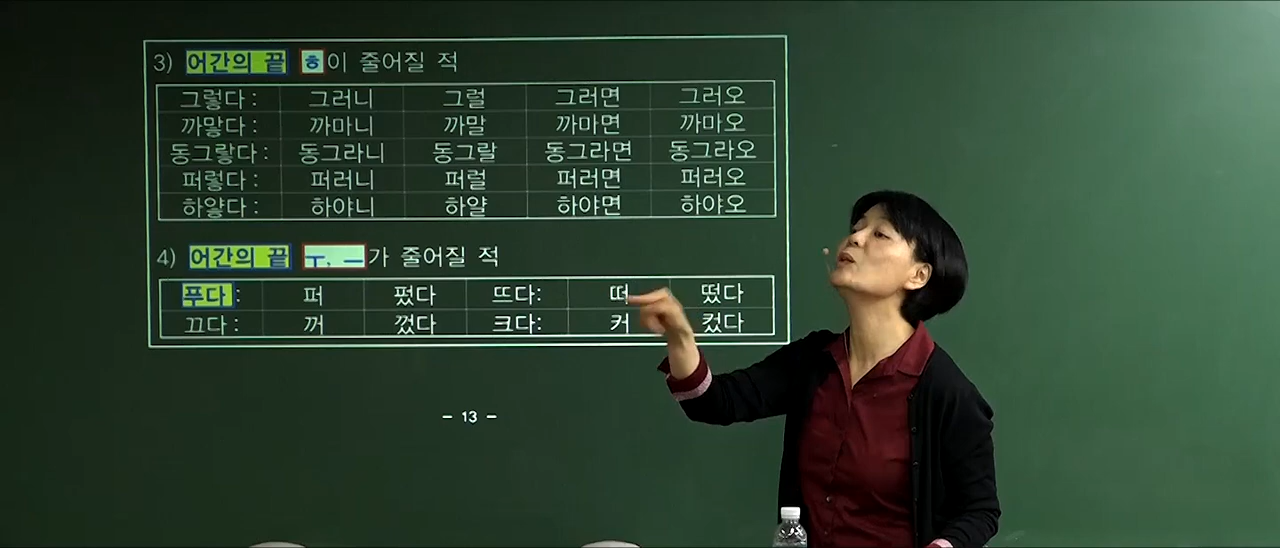 3) 어간의 끝 ㅎ이 줄어질 적
그렇다 : 그러니 그럴 그러면 그러오
까맣다 : 까마니 까말 까마면 까마오
동그랗다 : 동그라니 동그랄 동그라면 동그라오
퍼렇다 : 퍼러니 퍼럴 퍼러면 퍼러오
하얗다 : 하야니 하얄 하야면 하야오
4) 어간의 끝 ㅜ, ㅡ가 줄어질 적
푸다 : 퍼 펐다 뜨다: 떠 떴다
끄다 : 꺼 껐다 크다: 커 컸다
- 13 -